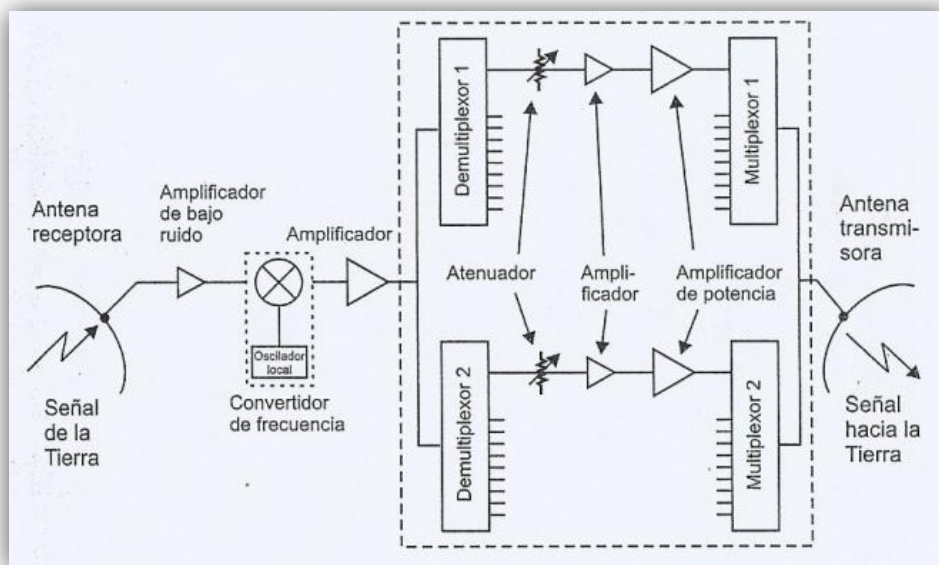 Antena
receptora
Señal
de la
Tierra
Amplificador
de bajo
ruido
Oscilador
local
Convertidor
de frecuencia
Amplificador
Demultiplexor 1
Demultiplexor 2
Atenuador
Ampli-
ficador
Amplificador
de potencia
Multiplexor 1
Multiplexor 2
Antena
transmi-
sora
Señal
hacia la
Tierra